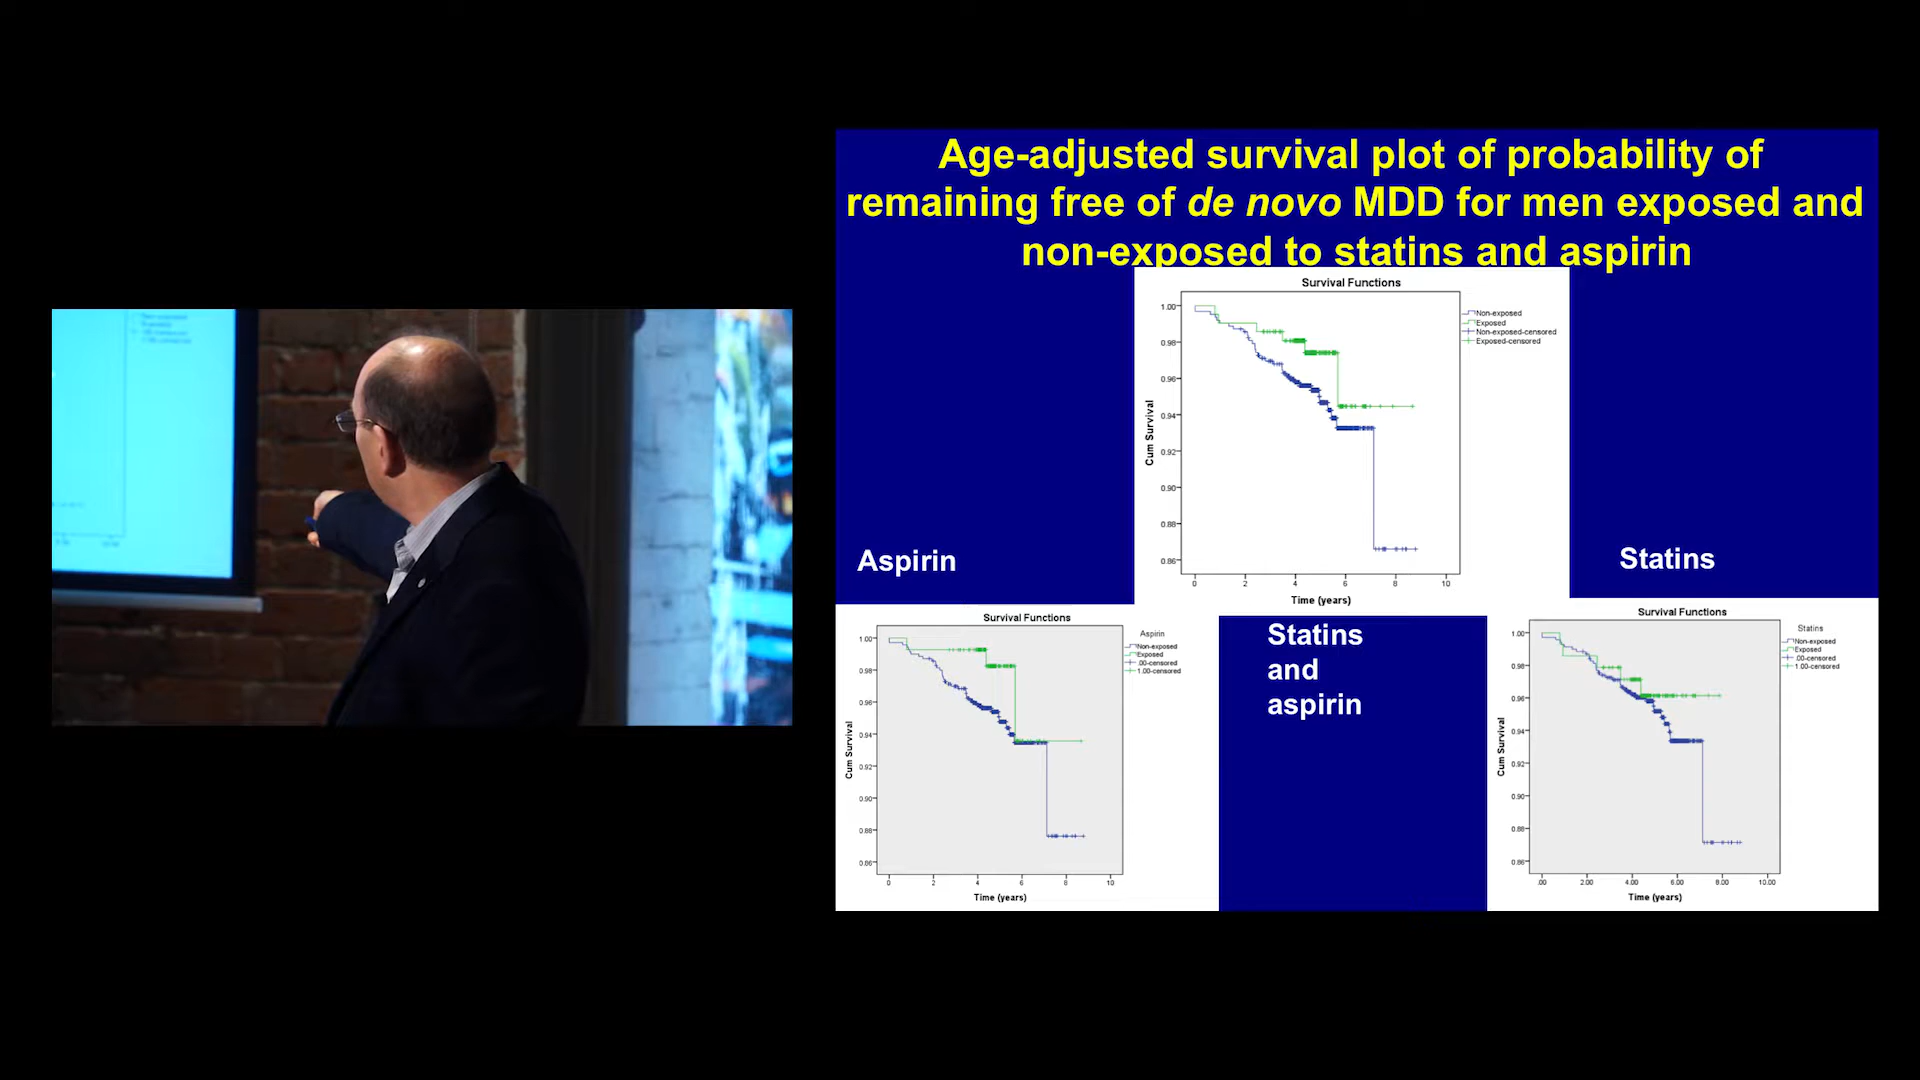 Age-adjusted survival plot of probability of
remaining free of de novo MDD for men exposed and
non-exposed to statins and aspirin
Survival Functions
1.00
0.98
0.96
0.94
0.92
0.90
0.88
0.86
Cum Survival
0 2 4 6 8 10
Time (years)
Non-exposed
Exposed
Non-exposed-censored
Exposed-censored
Aspirin
Statins
Survival Functions
1.00
0.98
0.96
0.94
0.92
0.90
0.88
0.86
Cum Survival
0 2 4 6 8 10
Time (years)
Aspirin
Non-exposed
Exposed
.00-censored
1.00-censored
Statins
and
aspirin
Survival Functions
1.00
0.98
0.96
0.94
0.92
0.90
0.88
0.86
Cum Survival
.00 2.00 4.00 6.00 8.00 10.00
Time (years)
Statins
Non-exposed
Exposed
.00-censored
1.00-censored